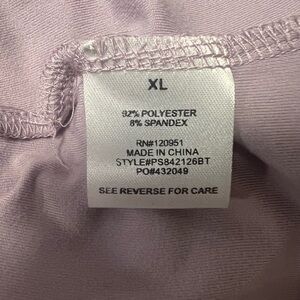 XL
92% POLYESTER
8% SPANDEX
RN#120951
MADE IN CHINA
STYLE#PS842126BT
PO#432049
SEE REVERSE FOR CARE